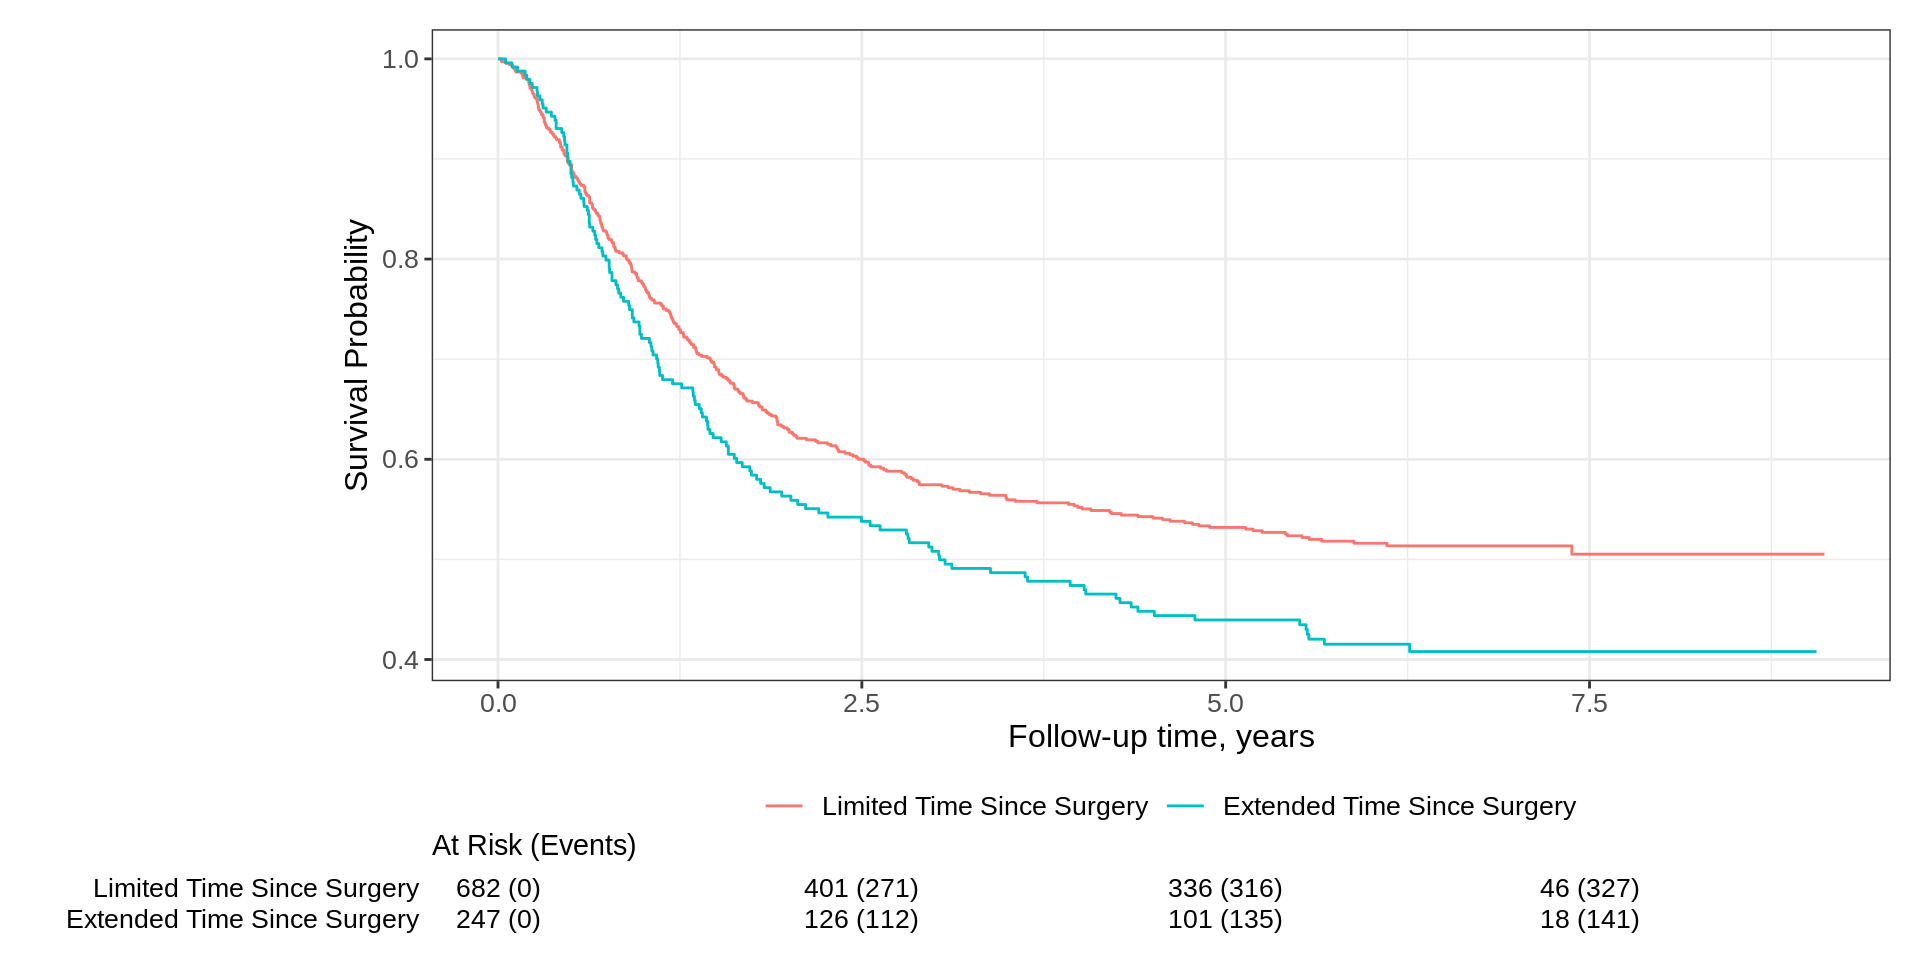 1.0
0.8
0.6
0.4
Survival Probability
0.0 2.5 5.0 7.5
Follow-up time, years
Limited Time Since Surgery Extended Time Since Surgery
At Risk (Events)
Limited Time Since Surgery 682 (0) 401 (271) 336 (316) 46 (327)
Extended Time Since Surgery 247 (0) 126 (112) 101 (135) 18 (141)